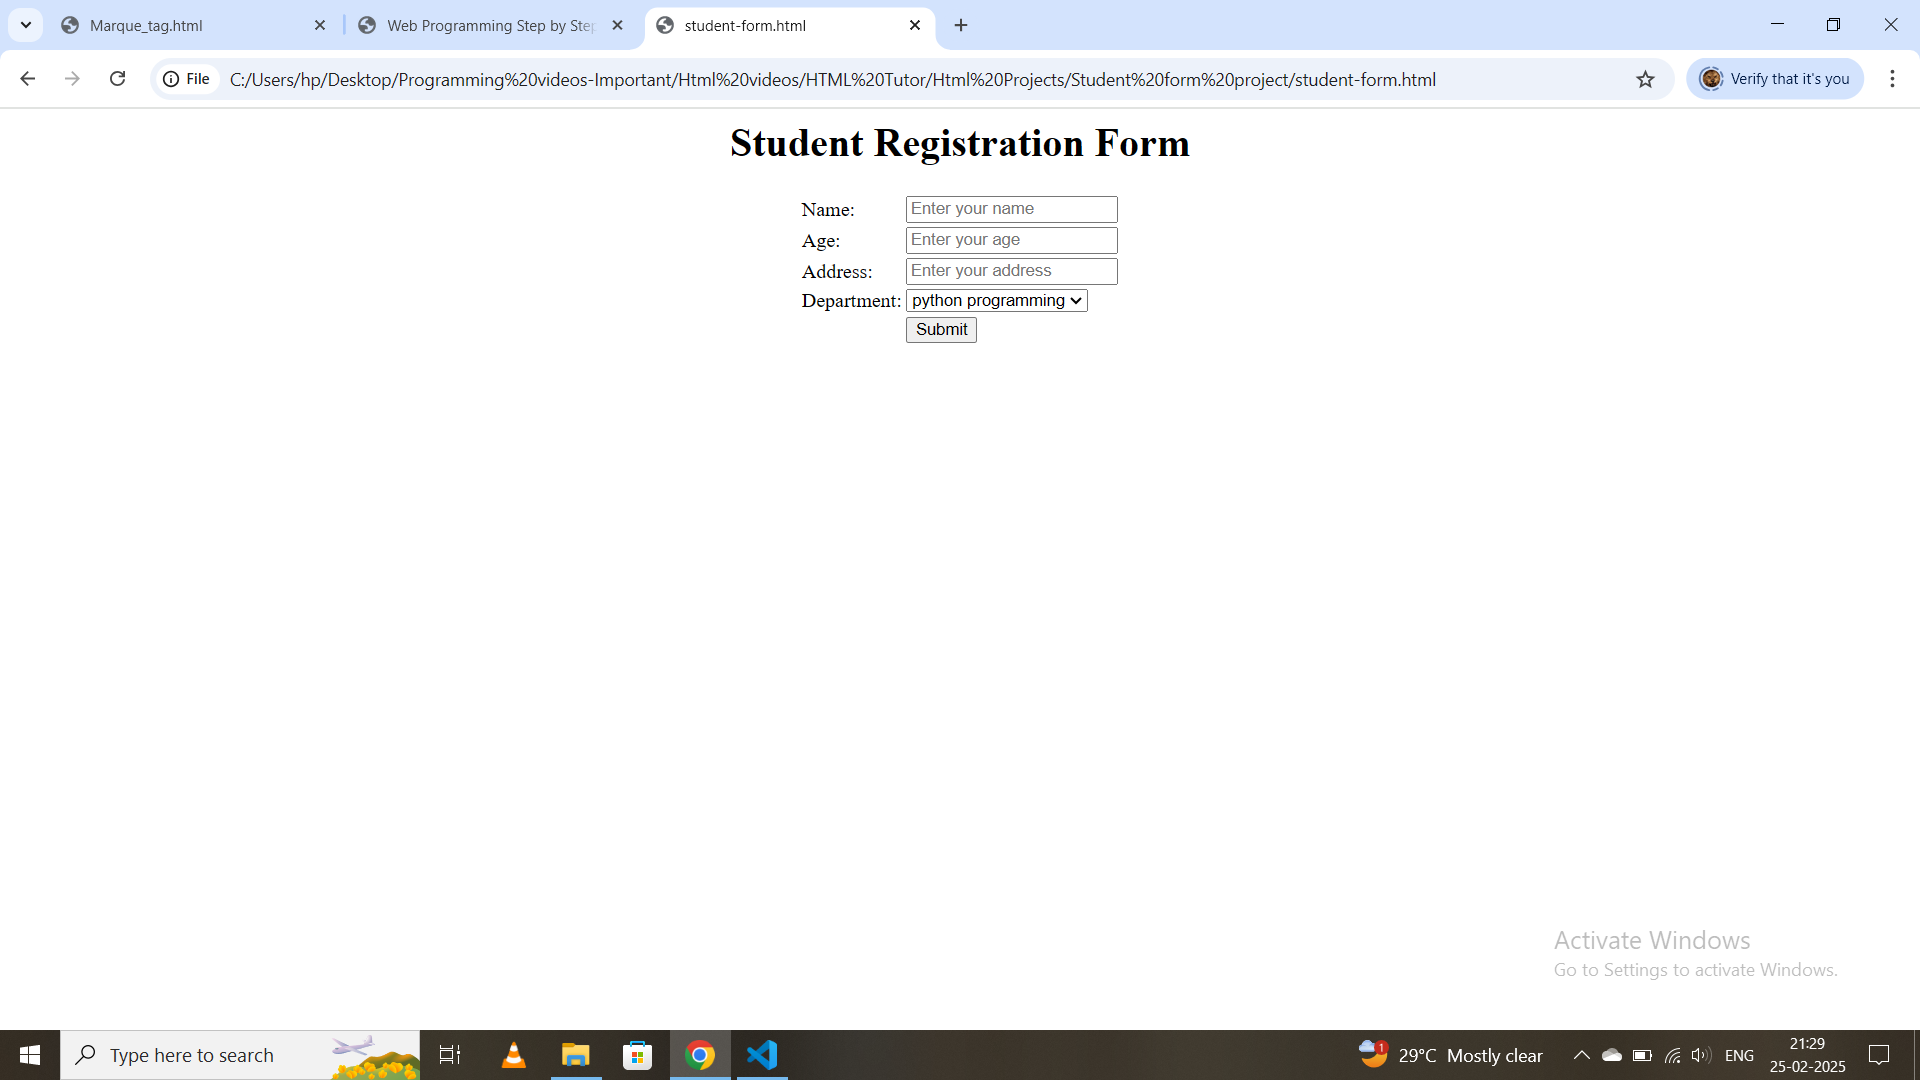 Marque_tag.html
Web Programming Step by Step
student-form.html
File
C:/Users/hp/Desktop/Programming%20videos-Important/Html%20videos/HTML%20Tutor/Html%20Projects/Student%20form%20project/student-form.html
Verify that it's you
Student Registration Form
Name: Enter your name
Age: Enter your age
Address: Enter your address
Department: python programming
Submit
Activate Windows
Go to Settings to activate Windows.
Type here to search
1
29°C Mostly clear
ENG
21:29
25-02-2025